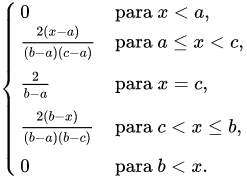 0 para x < a,
2(x−a)/((b−a)(c−a)) para a ≤ x < c,
2/(b−a) para x = c,
2(b−x)/((b−a)(b−c)) para c < x ≤ b,
0 para b < x.